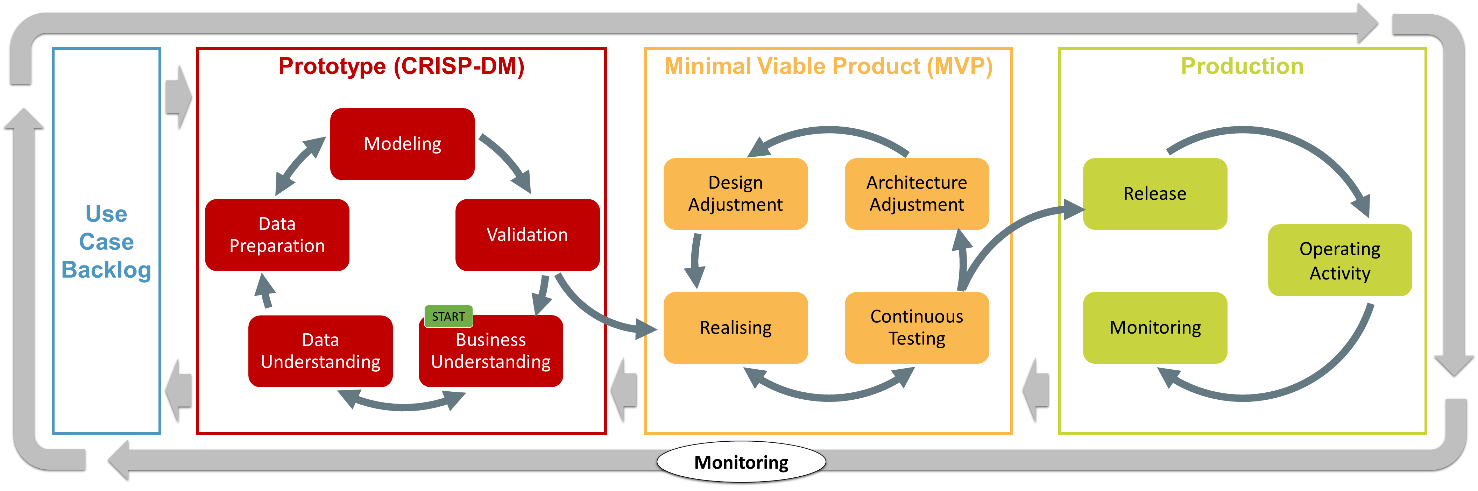 Use
Case
Backlog
Prototype (CRISP-DM)
Modeling
Data
Preparation
Validation
START
Data
Understanding
Business
Understanding
Minimal Viable Product (MVP)
Design
Adjustment
Architecture
Adjustment
Realising
Continuous
Testing
Production
Release
Operating
Activity
Monitoring
Monitoring